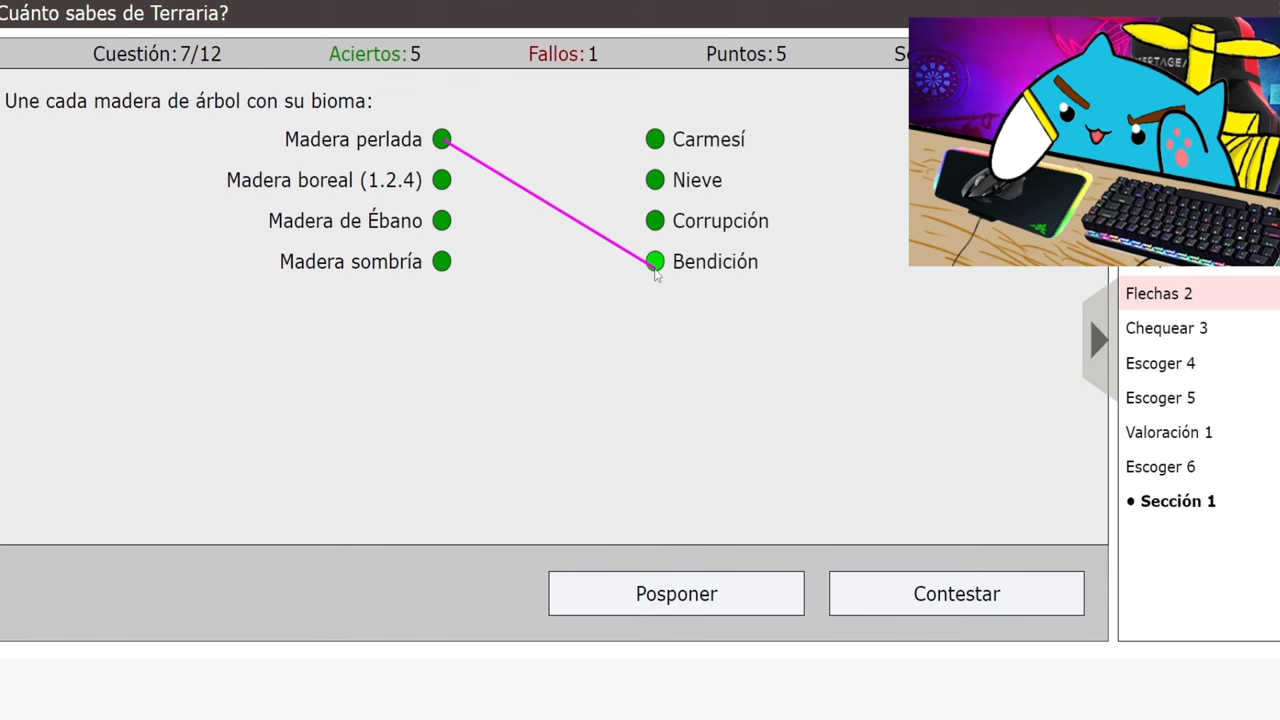 Cuánto sabes de Terraria?
Cuestión: 7/12 Aciertos: 5 Fallos: 1 Puntos: 5
Une cada madera de árbol con su bioma:
Madera perlada Carmesí
Madera boreal (1.2.4) Nieve
Madera de Ébano Corrupción
Madera sombría Bendición
Flechas 2
Chequear 3
Escoger 4
Escoger 5
Valoración 1
Escoger 6
• Sección 1
Posponer Contestar